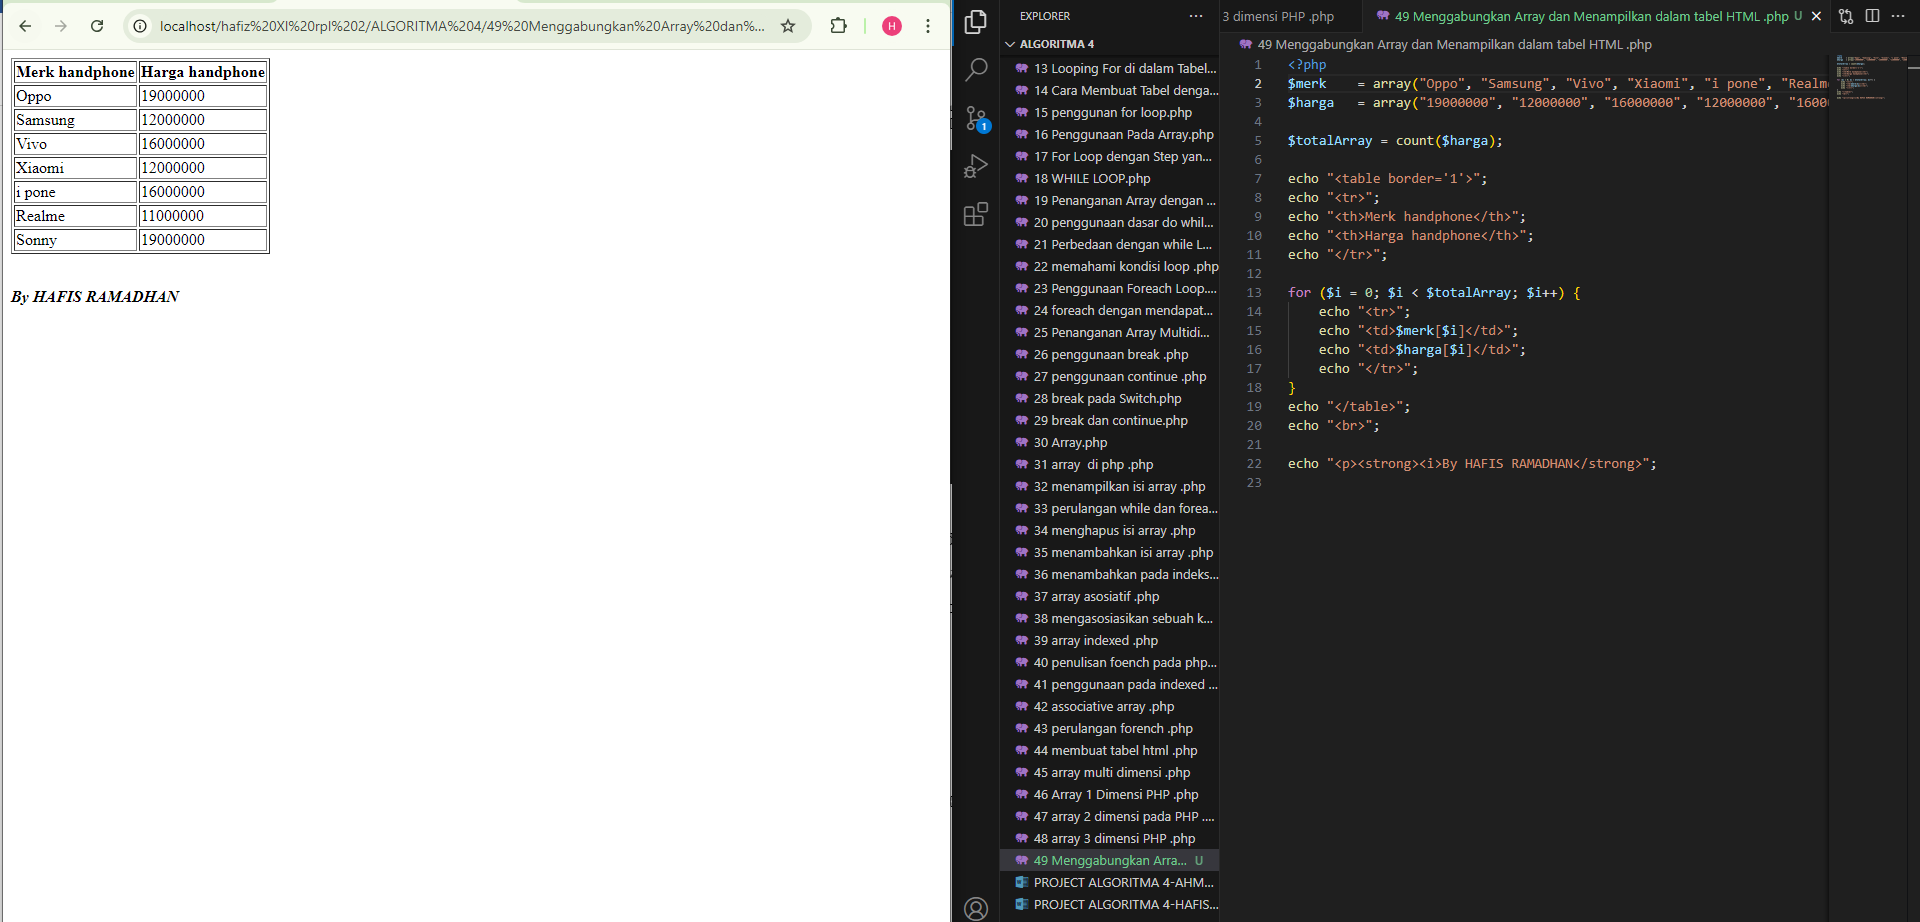 localhost/hafiz%20XI%20rpl%202/ALGORITMA%204/49%20Menggabungkan%20Array%20dan%...
H
Merk handphone Harga handphone
Oppo 19000000
Samsung 12000000
Vivo 16000000
Xiaomi 12000000
i pone 16000000
Realme 11000000
Sonny 19000000
By HAFIS RAMADHAN
1
EXPLORER
ALGORITMA 4
13 Looping For di dalam Tabel...
14 Cara Membuat Tabel denga...
15 penggunan for loop.php
16 Penggunaan Pada Array.php
17 For Loop dengan Step yan...
18 WHILE LOOP.php
19 Penanganan Array dengan ...
20 penggunaan dasar do whil...
21 Perbedaan dengan while L...
22 memahami kondisi loop .php
23 Penggunaan Foreach Loop....
24 foreach dengan mendapat...
25 Penanganan Array Multidi...
26 penggunaan break .php
27 penggunaan continue .php
28 break pada Switch.php
29 break dan continue.php
30 Array.php
31 array  di php .php
32 menampilkan isi array .php
33 perulangan while dan forea...
34 menghapus isi array .php
35 menambahkan isi array .php
36 menambahkan pada indeks...
37 array asosiatif .php
38 mengasosiasikan sebuah k...
39 array indexed .php
40 penulisan foench pada php...
41 penggunaan pada indexed ...
42 associative array .php
43 perulangan forench .php
44 membuat tabel html .php
45 array multi dimensi .php
46 Array 1 Dimensi PHP .php
47 array 2 dimensi pada PHP ....
48 array 3 dimensi PHP .php
49 Menggabungkan Arra... U
PROJECT ALGORITMA 4-AHM...
PROJECT ALGORITMA 4-HAFIS...
3 dimensi PHP .php
49 Menggabungkan Array dan Menampilkan dalam tabel HTML .php U
49 Menggabungkan Array dan Menampilkan dalam tabel HTML .php
1 <?php
2 $merk    = array("Oppo", "Samsung", "Vivo", "Xiaomi", "i pone", "Realme
3 $harga   = array("19000000", "12000000", "16000000", "12000000", "1600
4
5 $totalArray = count($harga);
6
7 echo "<table border='1'>";
8 echo "<tr>";
9 echo "<th>Merk handphone</th>";
10 echo "<th>Harga handphone</th>";
11 echo "</tr>";
12
13 for ($i = 0; $i < $totalArray; $i++) {
14     echo "<tr>";
15     echo "<td>$merk[$i]</td>";
16     echo "<td>$harga[$i]</td>";
17     echo "</tr>";
18 }
19 echo "</table>";
20 echo "<br>";
21
22 echo "<p><strong><i>By HAFIS RAMADHAN</strong>";
23